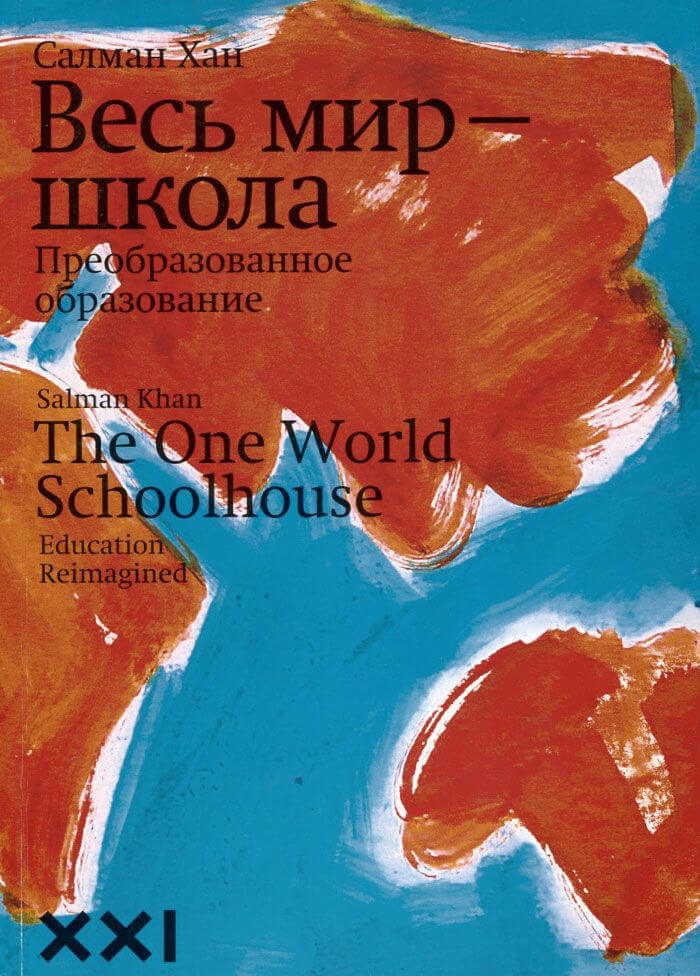 Салман Хан
Весь мир –
школа
Преобразованное
образование
Salman Khan
The One World
Schoolhouse
Education
Reimagined
XXI